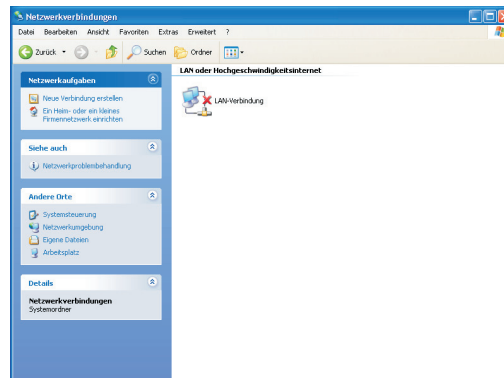 Netzwerkverbindungen
Datei Bearbeiten Ansicht Favoriten Extras Erweitert ?
Zurück Suchen Ordner
Netzwerkaufgaben
Neue Verbindung erstellen
Ein Heim- oder ein kleines
Firmennetzwerk einrichten
Siehe auch
Netzwerkproblembehandlung
Andere Orte
Systemsteuerung
Netzwerkumgebung
Eigene Dateien
Arbeitsplatz
Details
Netzwerkverbindungen
Systemordner
LAN oder Hochgeschwindigkeitsinternet
LAN-Verbindung